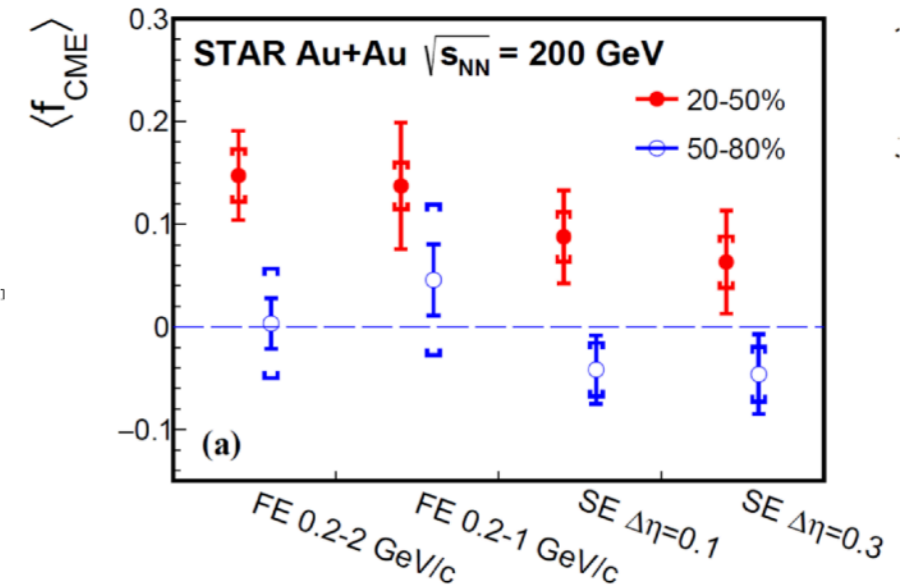 ⟨f_CME⟩
0.3
0.2
0.1
0
−0.1
STAR Au+Au √s_NN = 200 GeV
20-50%
50-80%
(a)
FE 0.2-2 GeV/c
FE 0.2-1 GeV/c
SE Δη=0.1
SE Δη=0.3